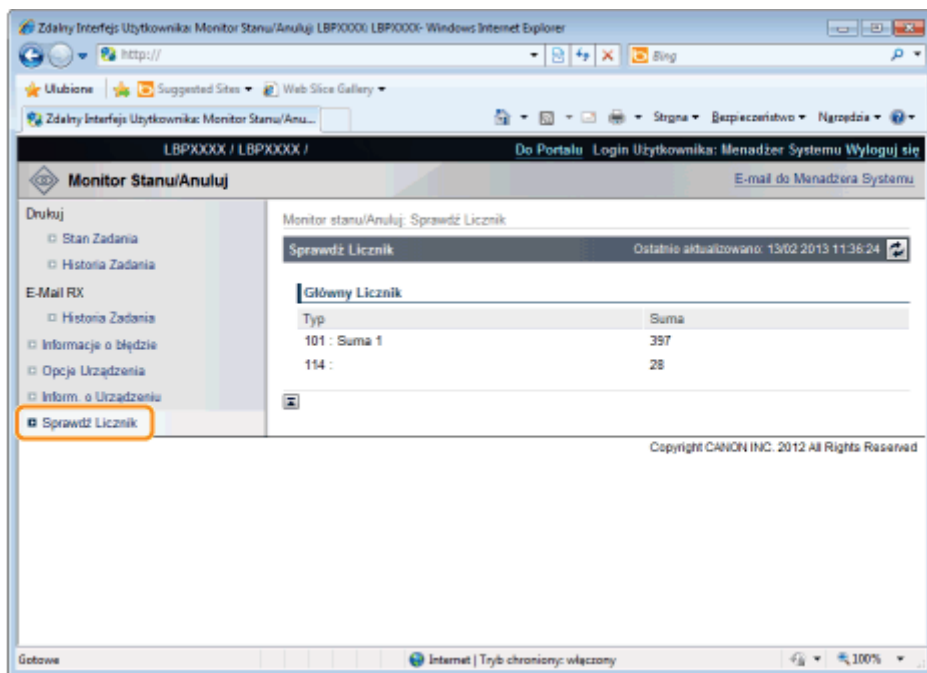 Zdalny Interfejs Użytkownika: Monitor Stanu/Anuluj: LBPXXXX: LBPXXXX- Windows Internet Explorer
http://
Bing
Ulubione Suggested Sites Web Slice Gallery
Zdalny Interfejs Użytkownika: Monitor Stanu/Anu... Strona Bezpieczeństwo Narzędzia
LBPXXXX / LBPXXXX / Do Portalu Login Użytkownika: Menadżer Systemu Wyloguj się
Monitor Stanu/Anuluj E-mail do Menadżera Systemu
Drukuj
Stan Zadania
Historia Zadania
E-Mail RX
Historia Zadania
Informacje o błędzie
Opcje Urządzenia
Inform. o Urządzeniu
Sprawdź Licznik
Monitor stanu/Anuluj: Sprawdź Licznik
Sprawdź Licznik Ostatnio aktualizowano: 13/02 2013 11:36:24
Główny Licznik
Typ Suma
101 : Suma 1 397
114 : 28
Copyright CANON INC. 2012 All Rights Reserved
Gotowe Internet | Tryb chroniony: włączony 100%